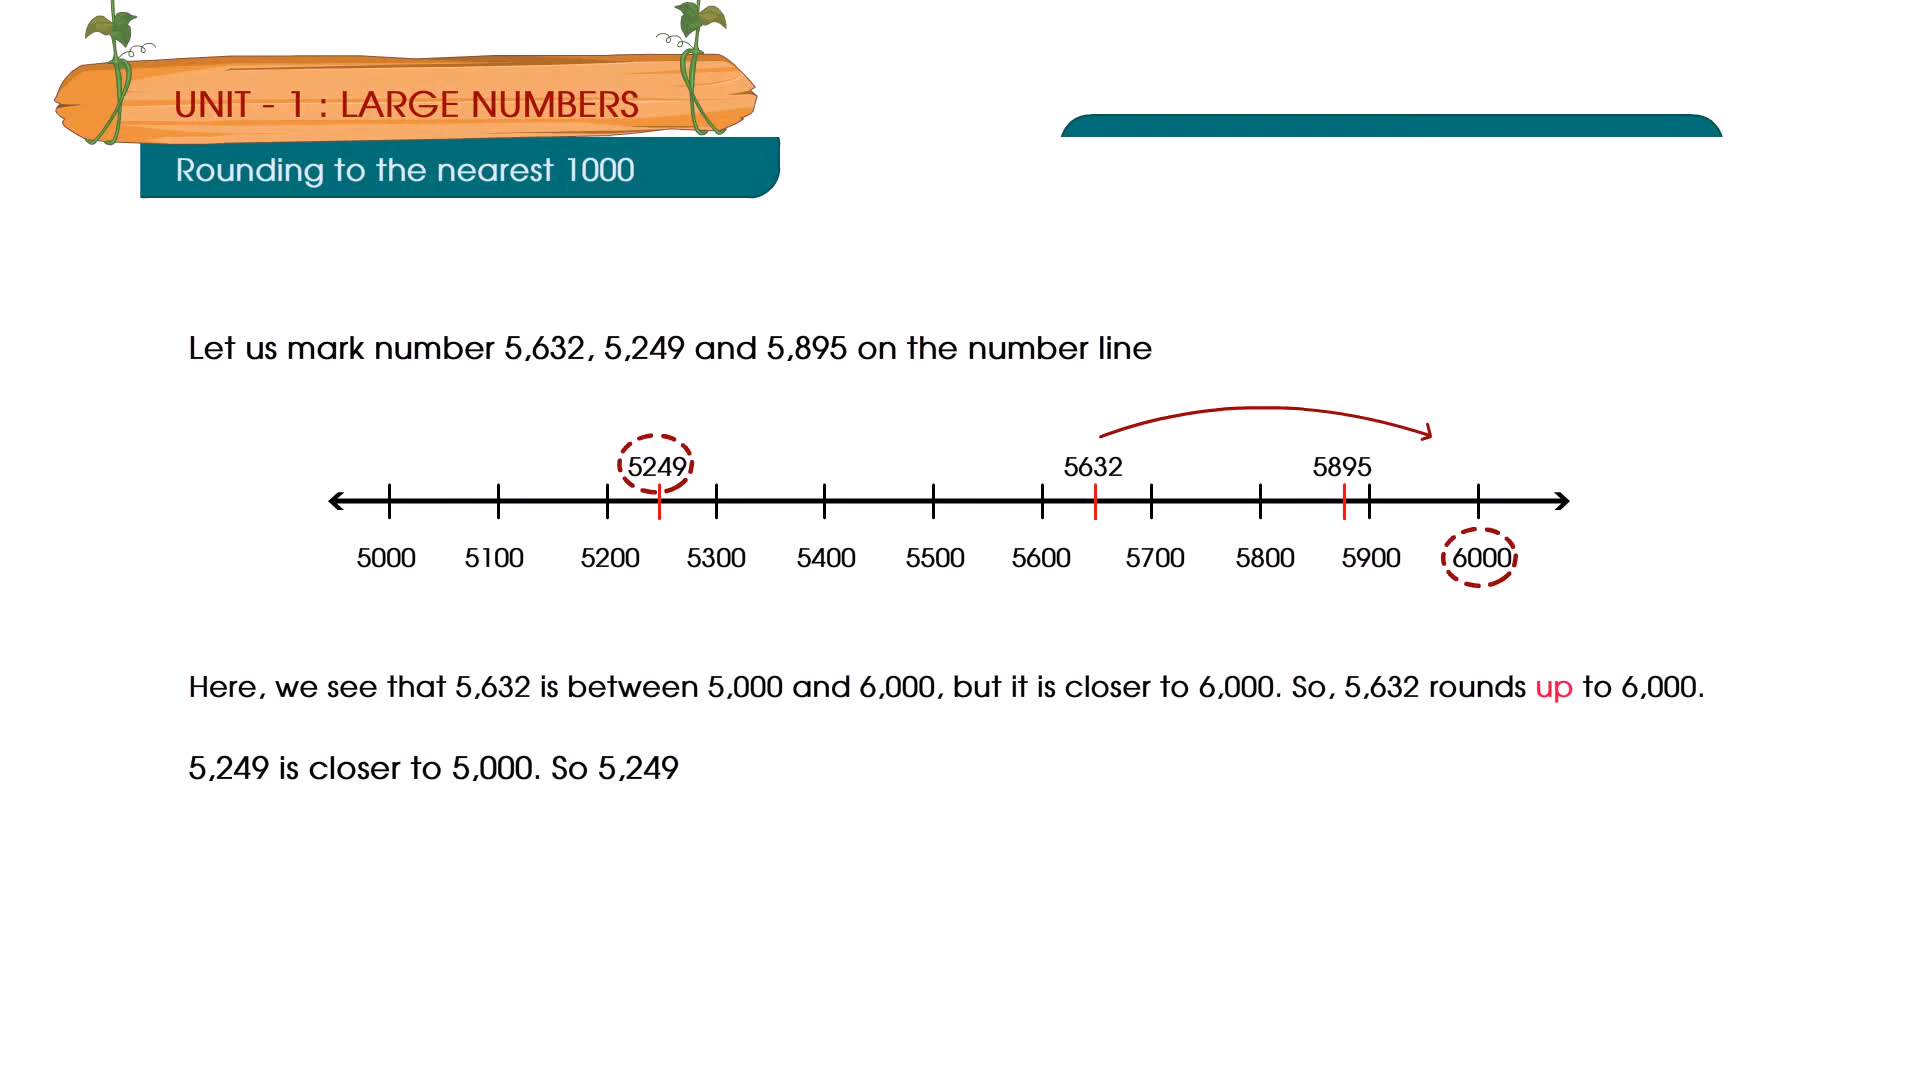 UNIT - 1 : LARGE NUMBERS
Rounding to the nearest 1000
Let us mark number 5,632, 5,249 and 5,895 on the number line
5249 5632 5895
5000 5100 5200 5300 5400 5500 5600 5700 5800 5900 6000
Here, we see that 5,632 is between 5,000 and 6,000, but it is closer to 6,000. So, 5,632 rounds up to 6,000.
5,249 is closer to 5,000. So 5,249